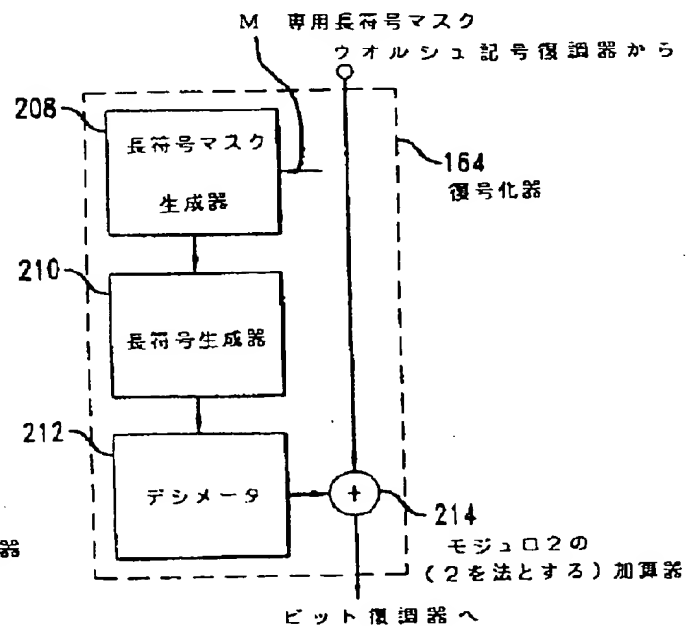 M 専用長符号マスク
ウオルシュ記号復調器から
208
長符号マスク
生成器
164
復号化器
210
長符号生成器
212
デシメータ
+
214
モジュロ2の
(2を法とする)加算器
器
ビット復調器へ